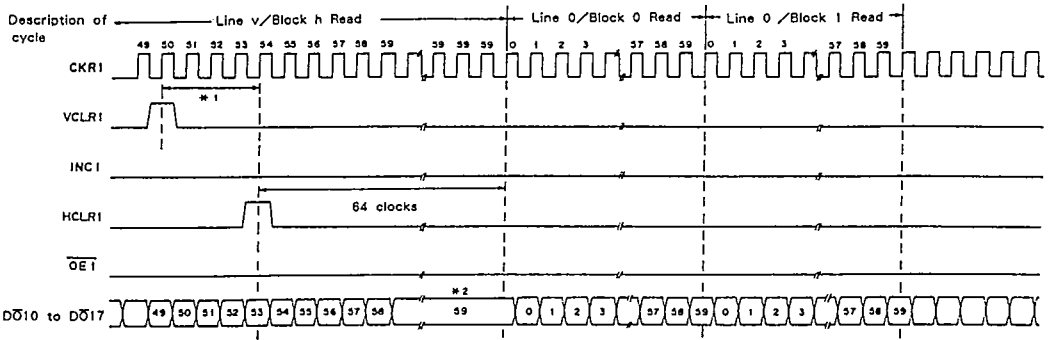 Description of cycle
Line v/Block h Read
Line 0/Block 0 Read
Line 0 /Block 1 Read
49 50 51 52 53 54 55 56 57 58 59 59 59 59 0 1 2 3 57 58 59 0 1 2 3 57 58 59
CKR1
*1
VCLR1
INC1
64 clocks
HCLR1
OE1
*2
DO10 to DO17
49 50 51 52 53 54 55 56 57 58 59 0 1 2 3 57 58 59 0 1 2 3 57 58 59